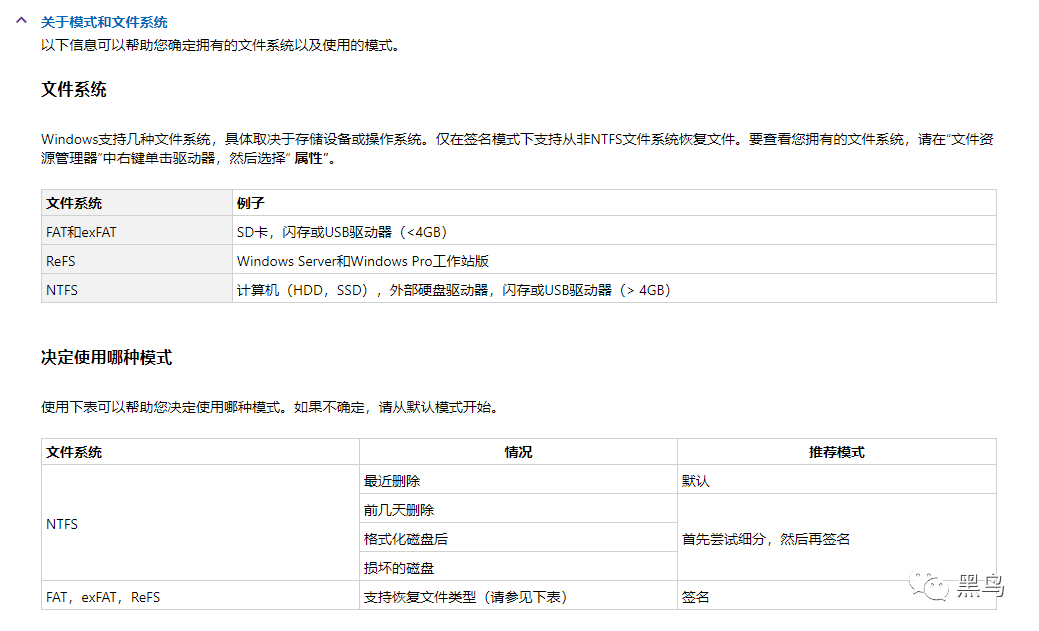 关于模式和文件系统
以下信息可以帮助您确定拥有的文件系统以及使用的模式。
文件系统
Windows支持几种文件系统，具体取决于存储设备或操作系统。仅在签名模式下支持从非NTFS文件系统恢复文件。要查看您拥有的文件系统，请在“文件资
源管理器”中右键单击驱动器，然后选择“ 属性”。
文件系统 例子
FAT和exFAT SD卡，闪存或USB驱动器（<4GB）
ReFS Windows Server和Windows Pro工作站版
NTFS 计算机（HDD，SSD），外部硬盘驱动器，闪存或USB驱动器（> 4GB）
决定使用哪种模式
使用下表可以帮助您决定使用哪种模式。如果不确定，请从默认模式开始。
文件系统 情况 推荐模式
最近删除 默认
前几天删除
NTFS
格式化磁盘后 首先尝试细分，然后再签名
损坏的磁盘
FAT，exFAT，ReFS 支持恢复文件类型（请参见下表） 签名
黑鸟